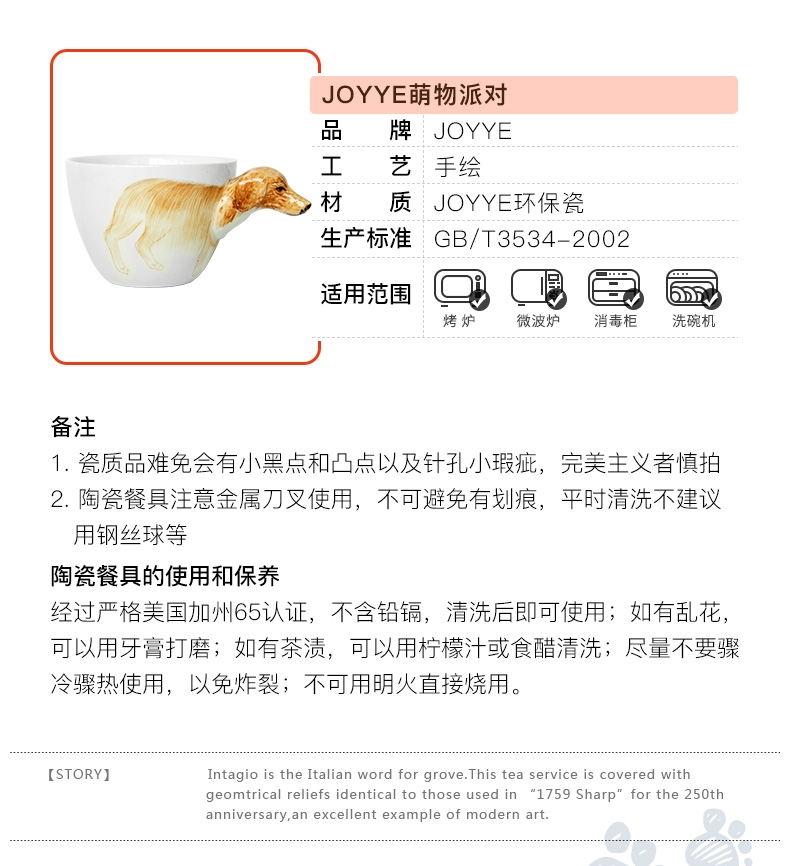 JOYYE萌物派对
品 牌 JOYYE
工 艺 手绘
材 质 JOYYE环保瓷
生产标准 GB/T3534-2002
适用范围
烤 炉 微波炉 消毒柜 洗碗机
备注
1. 瓷质品难免会有小黑点和凸点以及针孔小瑕疵，完美主义者慎拍
2. 陶瓷餐具注意金属刀叉使用，不可避免有划痕，平时清洗不建议
用钢丝球等
陶瓷餐具的使用和保养
经过严格美国加州65认证，不含铅镉，清洗后即可使用；如有乱花，
可以用牙膏打磨；如有茶渍，可以用柠檬汁或食醋清洗；尽量不要骤
冷骤热使用，以免炸裂；不可用明火直接烧用。
【STORY】 Intagio is the Italian word for grove.This tea service is covered with
geomtrical reliefs identical to those used in “1759 Sharp” for the 250th
anniversary,an excellent example of modern art.